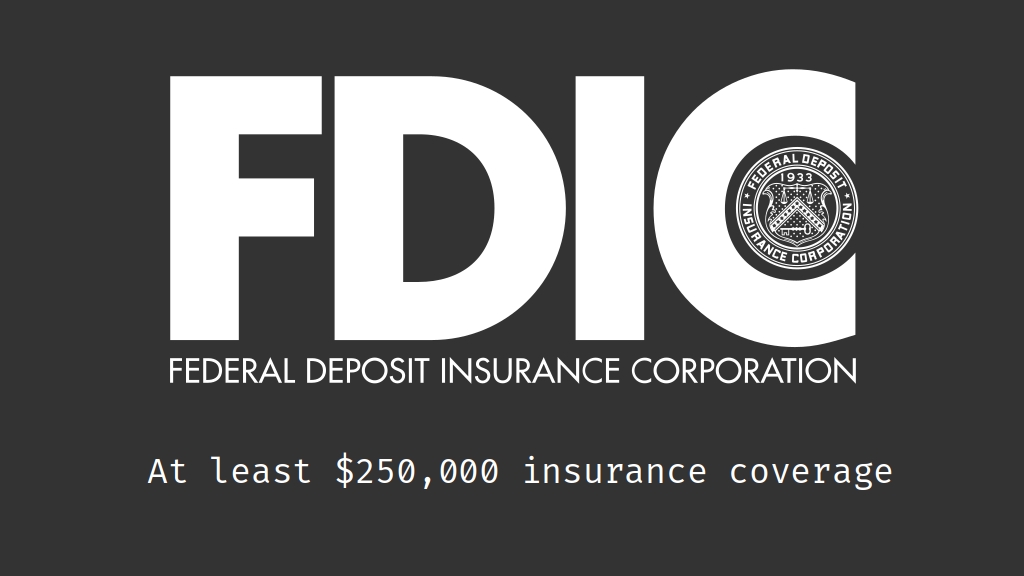 FDIC
FEDERAL DEPOSIT
1933
INSURANCE CORPORATION
FEDERAL DEPOSIT INSURANCE CORPORATION
At least $250,000 insurance coverage